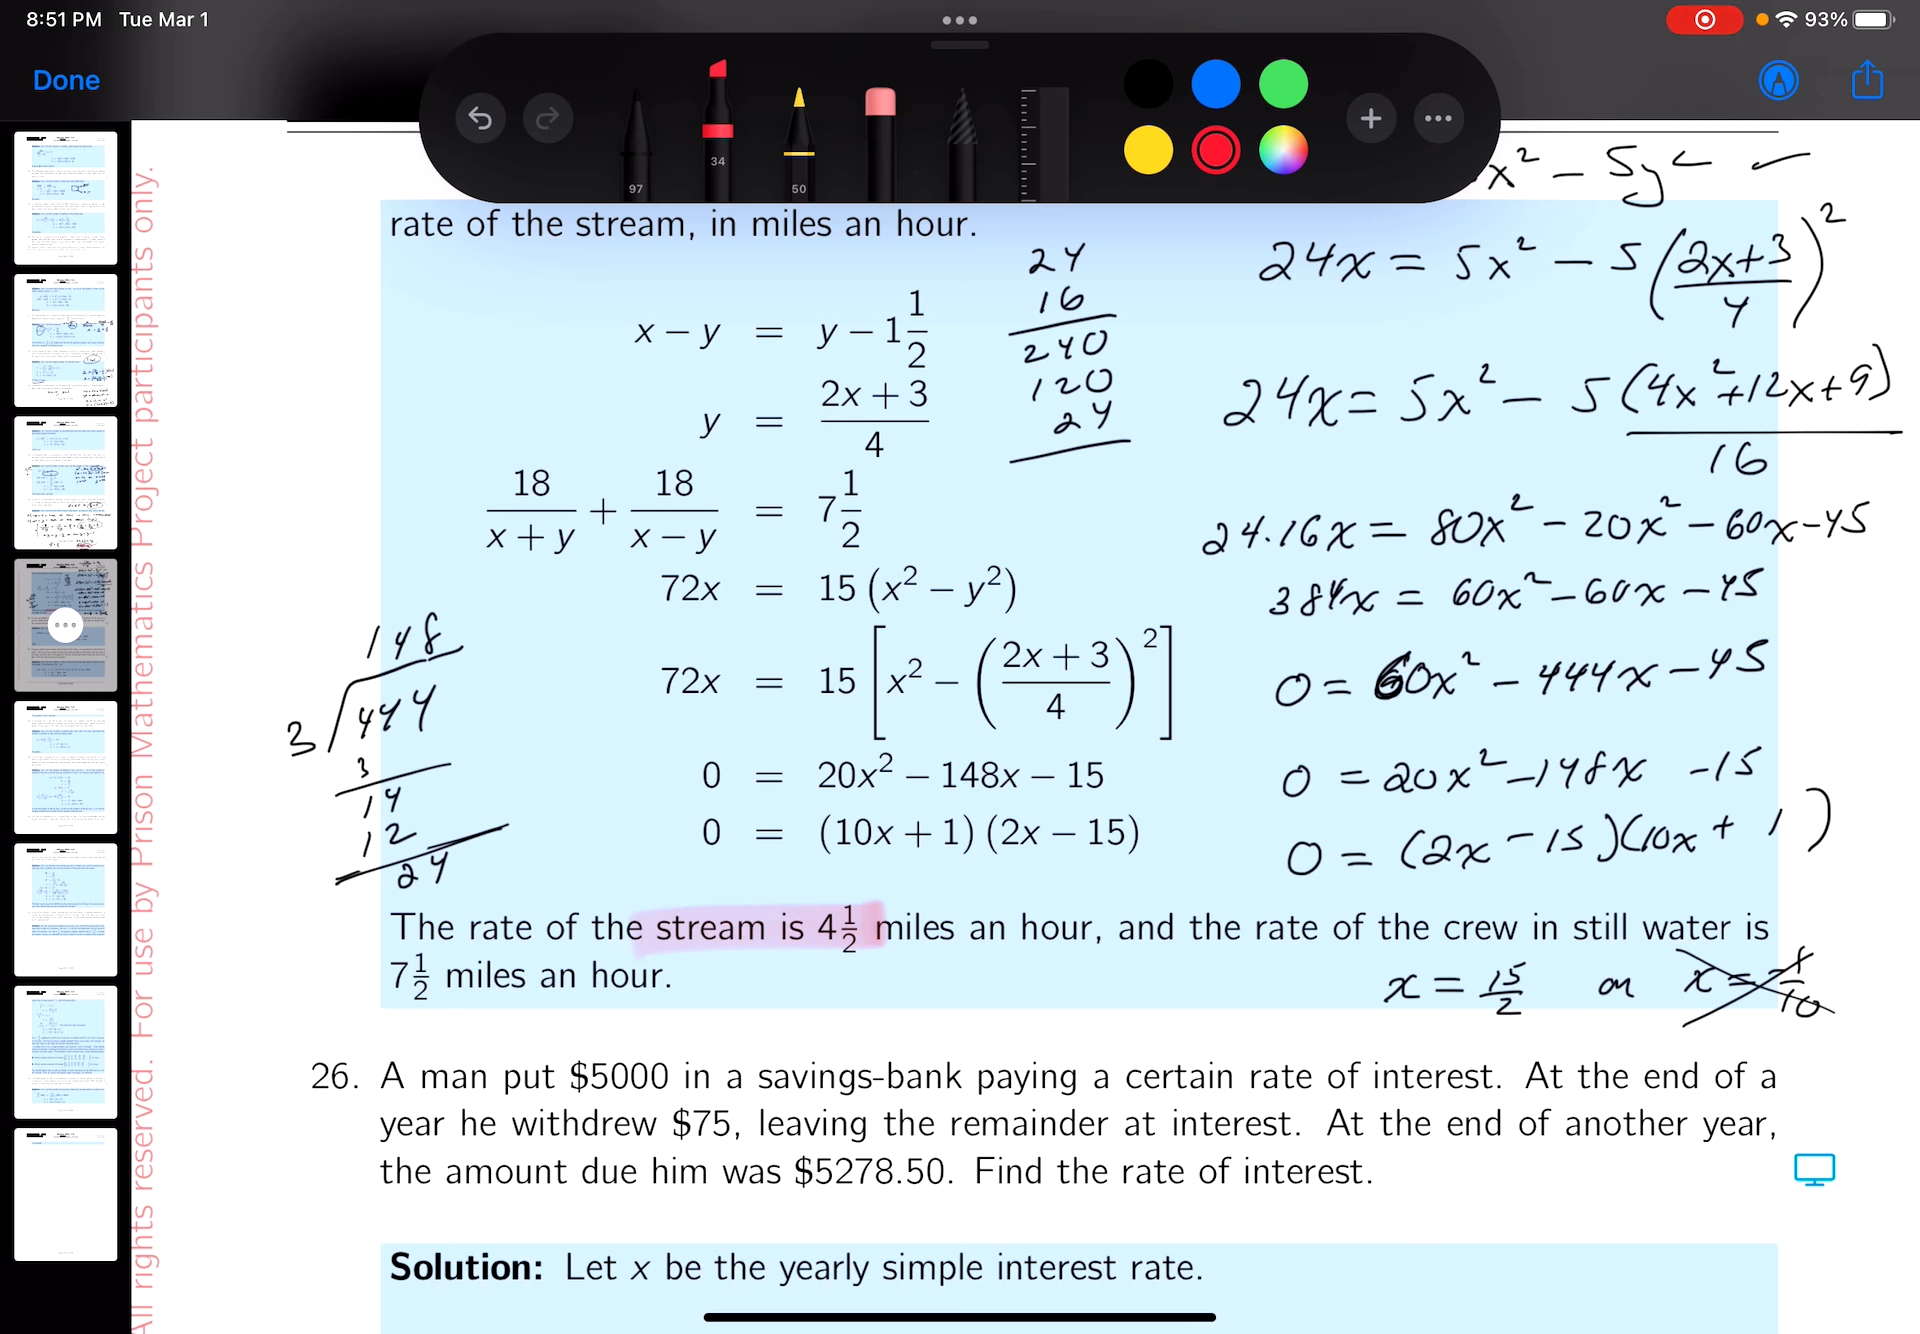 8:51 PM Tue Mar 1
93%
Done
97
34
50
All rights reserved. For use by Prison Mathematics Project participants only.
x² - 5y²
rate of the stream, in miles an hour.
x - y = y - 1 1/2
y = (2x + 3)/4
18/(x + y) + 18/(x - y) = 7 1/2
72x = 15 (x² - y²)
72x = 15 [x² - ((2x + 3)/4)²]
0 = 20x² - 148x - 15
0 = (10x + 1) (2x - 15)
24
16
240
120
24
24x = 5x² - 5((2x+3)/4)²
24x = 5x² - 5(4x²+12x+9)/16
24.16x = 80x² - 20x² - 60x - 45
384x = 60x² - 60x - 45
0 = 60x² - 444x - 45
0 = 20x² - 148x - 15
0 = (2x - 15)(10x + 1)
148
3 444
3
14
12
24
The rate of the stream is 4 1/2 miles an hour, and the rate of the crew in still water is
7 1/2 miles an hour.
x = 15/2 or x = -1/10
26. A man put $5000 in a savings-bank paying a certain rate of interest. At the end of a
year he withdrew $75, leaving the remainder at interest. At the end of another year,
the amount due him was $5278.50. Find the rate of interest.
Solution: Let x be the yearly simple interest rate.